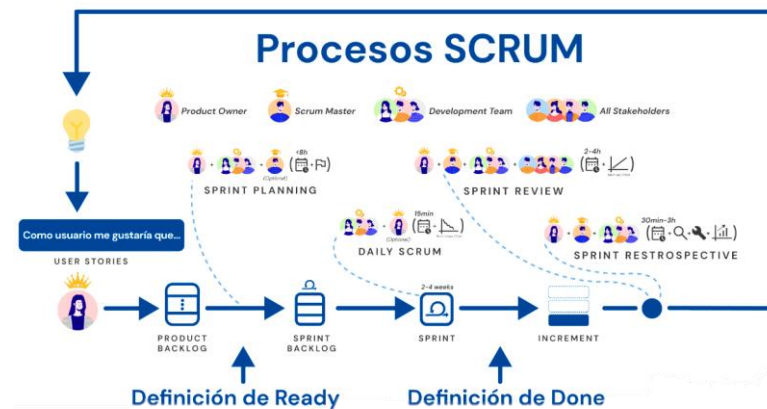 Procesos SCRUM
Product Owner
Scrum Master
Development Team
All Stakeholders
<8h
(Optional)
SPRINT PLANNING
2-4h
SPRINT REVIEW
Como usuario me gustaría que...
USER STORIES
15min
(Optional)
DAILY SCRUM
30min-3h
SPRINT RESTROSPECTIVE
2-4 weeks
PRODUCT
BACKLOG
SPRINT
BACKLOG
SPRINT
INCREMENT
Definición de Ready
Definición de Done